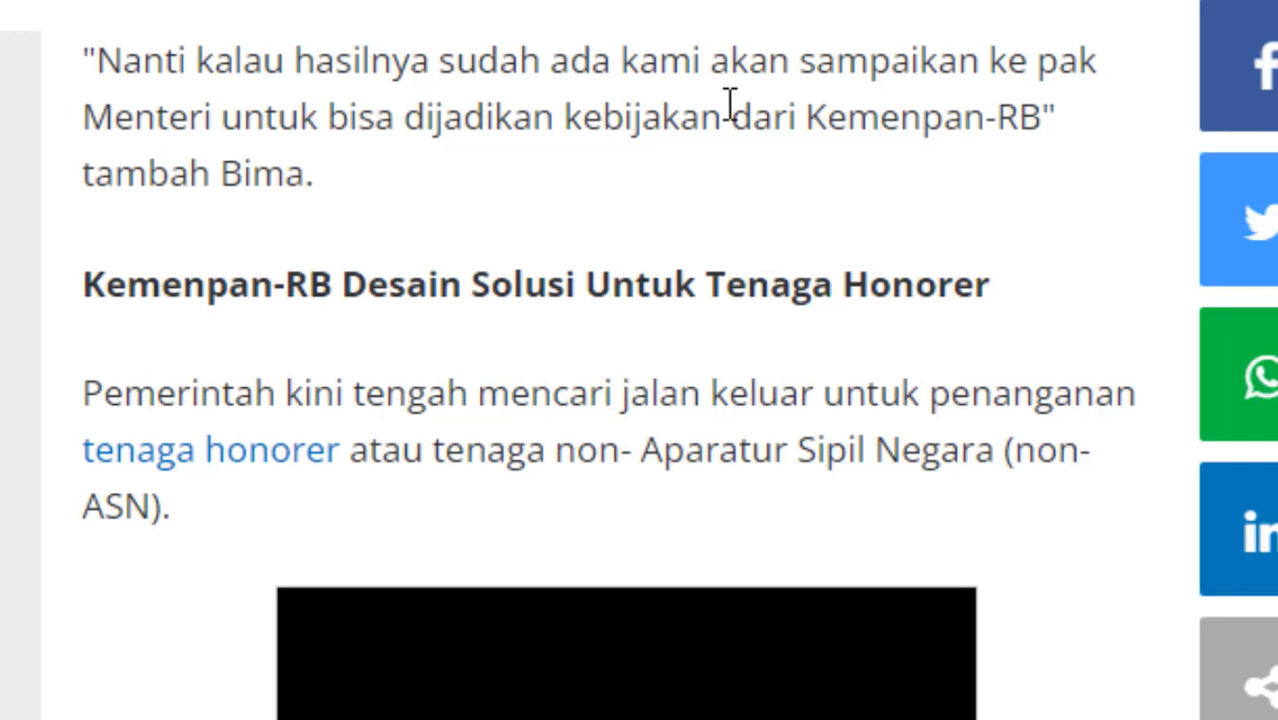 "Nanti kalau hasilnya sudah ada kami akan sampaikan ke pak
Menteri untuk bisa dijadikan kebijakan dari Kemenpan-RB"
tambah Bima.
Kemenpan-RB Desain Solusi Untuk Tenaga Honorer
Pemerintah kini tengah mencari jalan keluar untuk penanganan
tenaga honorer atau tenaga non- Aparatur Sipil Negara (non-
ASN).